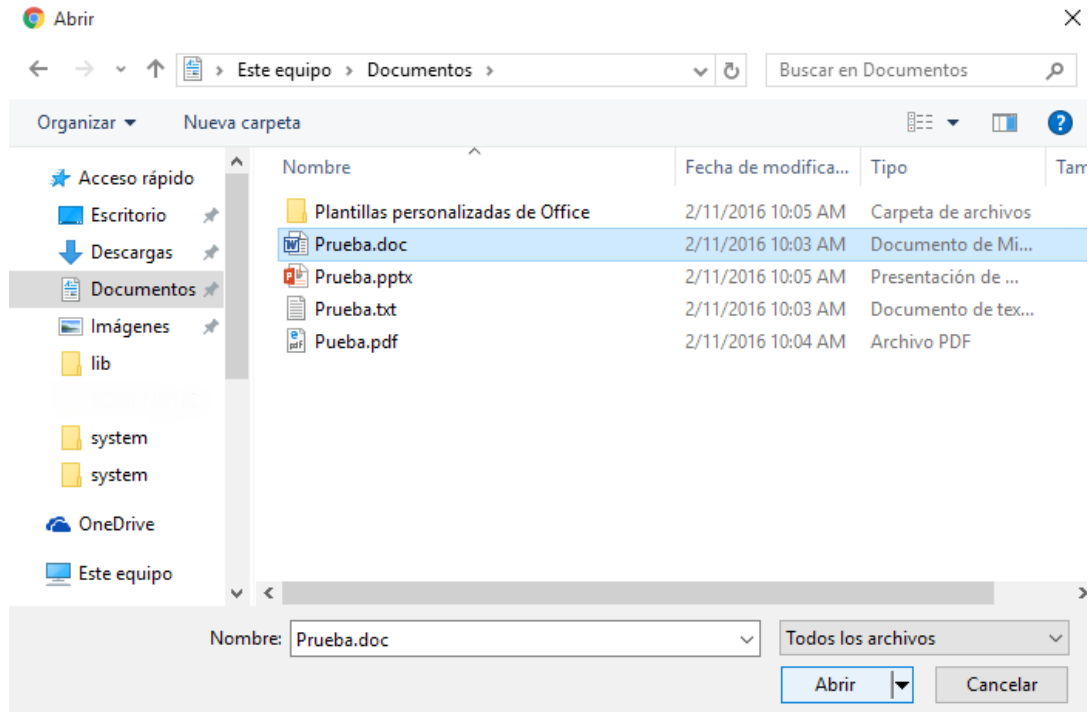 Abrir
Este equipo > Documentos >
Buscar en Documentos
Organizar Nueva carpeta
Nombre Fecha de modifica... Tipo Tam
Acceso rápido
Escritorio
Descargas
Documentos
Imágenes
lib
system
system
OneDrive
Este equipo
Plantillas personalizadas de Office 2/11/2016 10:05 AM Carpeta de archivos
Prueba.doc 2/11/2016 10:03 AM Documento de Mi...
Prueba.pptx 2/11/2016 10:05 AM Presentación de ...
Prueba.txt 2/11/2016 10:03 AM Documento de tex...
Pueba.pdf 2/11/2016 10:04 AM Archivo PDF
Nombre: Prueba.doc Todos los archivos
Abrir Cancelar